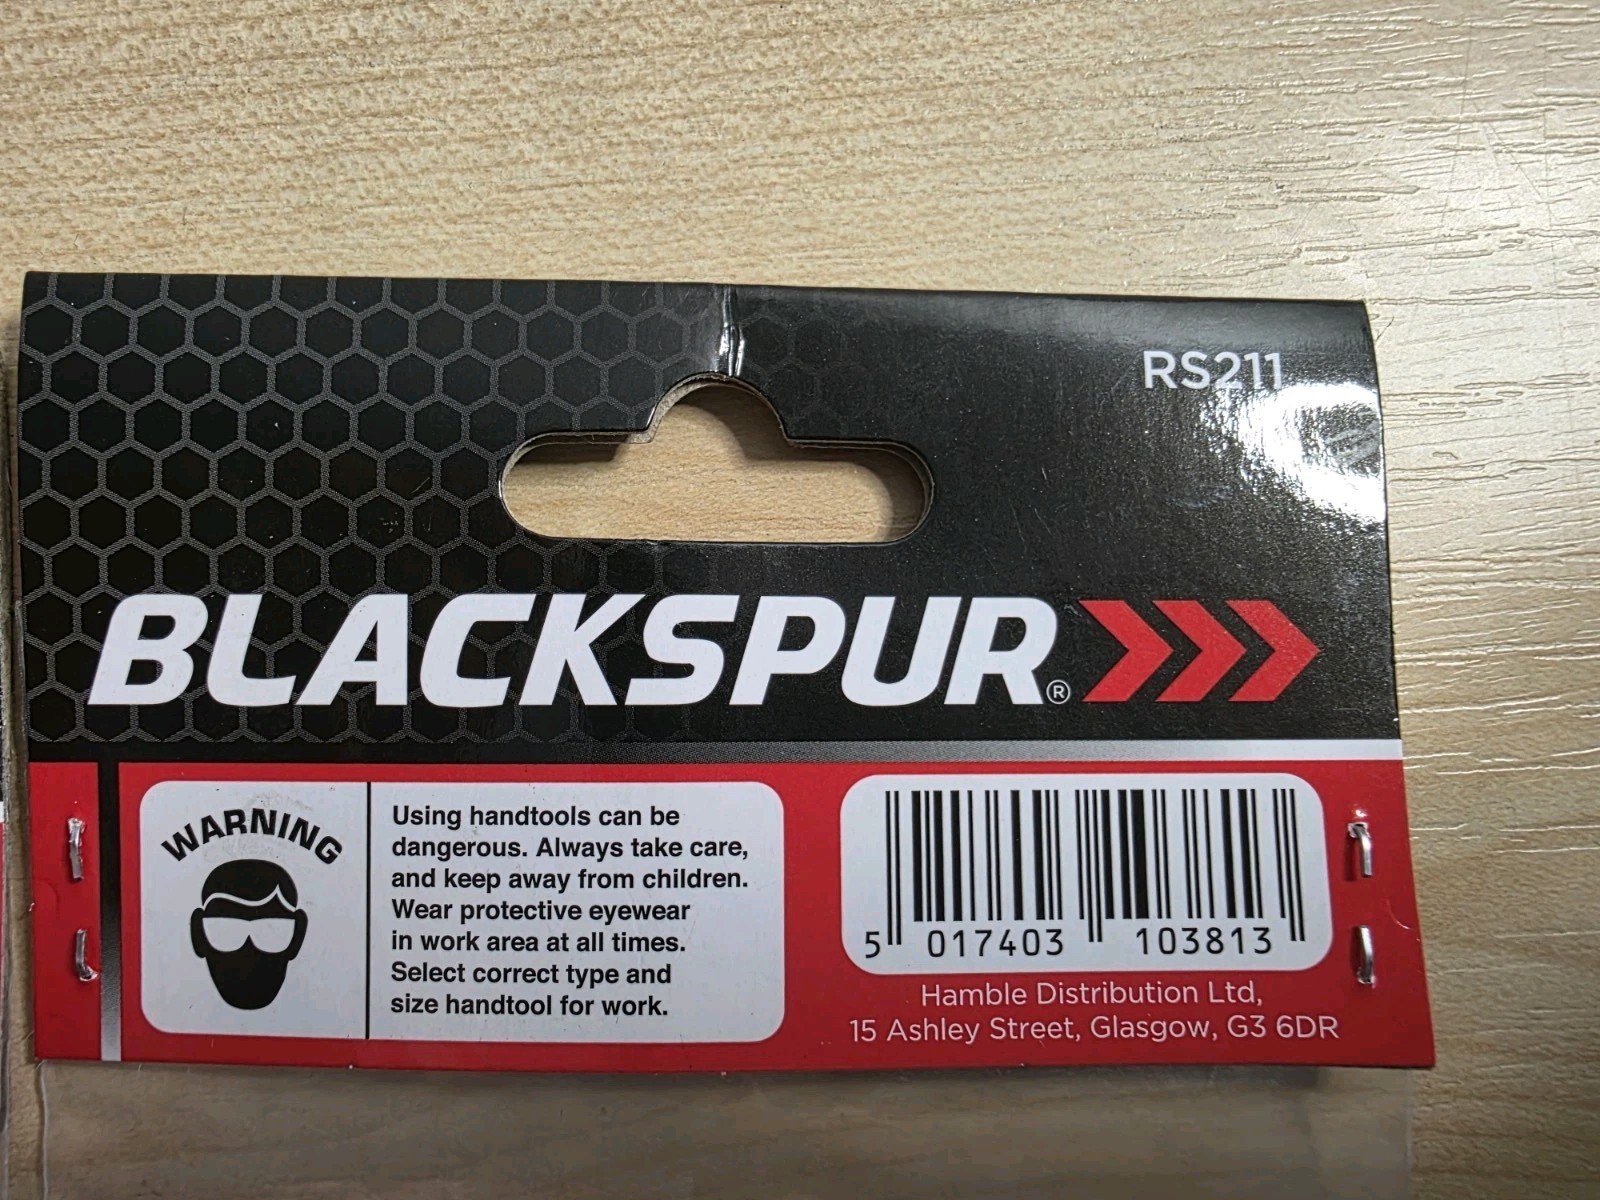 RS211
BLACKSPUR®
WARNING
Using handtools can be
dangerous. Always take care,
and keep away from children.
Wear protective eyewear
in work area at all times.
Select correct type and
size handtool for work.
5 017403 103813
Hamble Distribution Ltd,
15 Ashley Street, Glasgow, G3 6DR